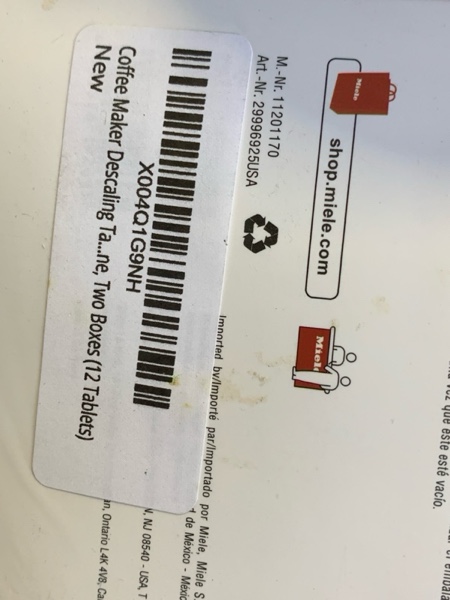 Miele
shop.miele.com
M.-Nr. 11201170
Art.-Nr. 29996925USA
Miele
X004Q1G9NH
Coffee Maker Descaling Ta...ne, Two Boxes (12 Tablets)
New
Imported by/Importé par/Importado por Miele, Miele S
de México - Méxic
NJ 08540 - USA, T
Ontario L4K 4V8, Ca
vez que este esté vacío.